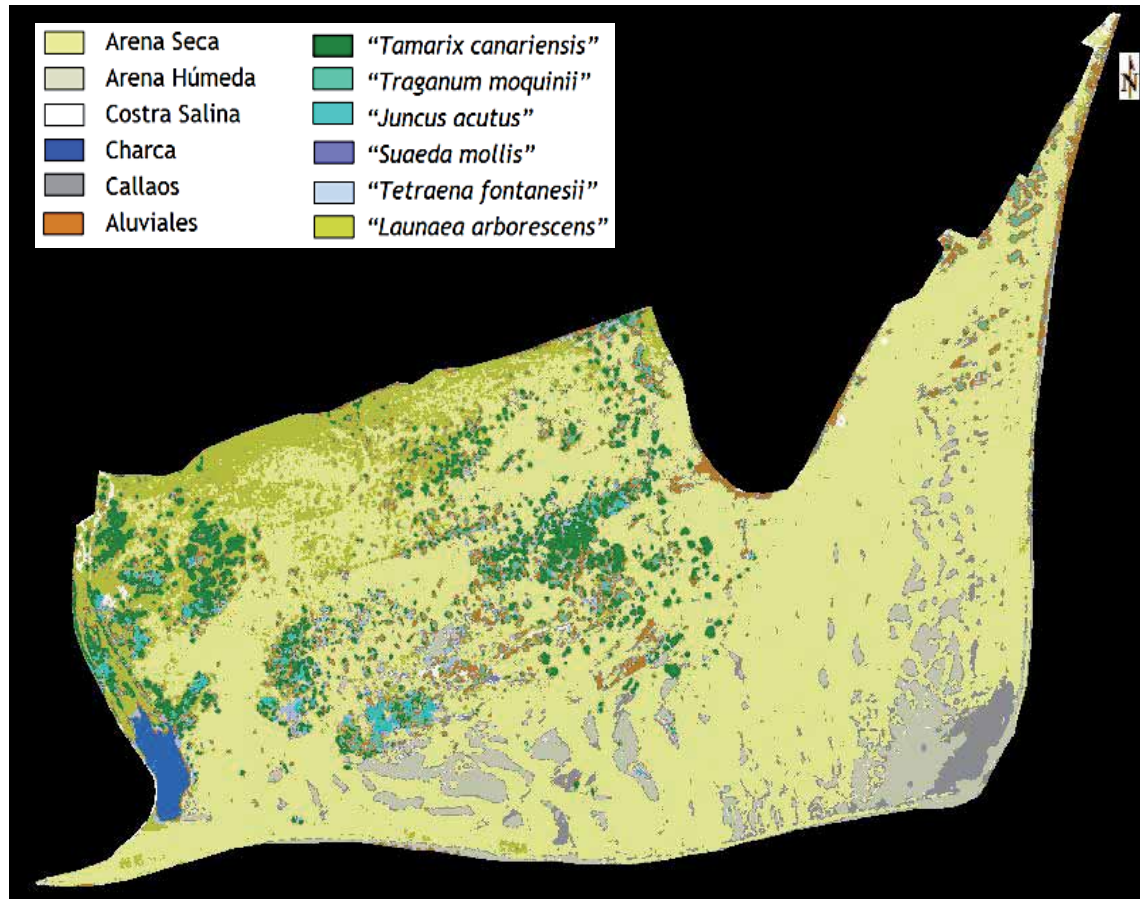 Arena Seca
Arena Húmeda
Costra Salina
Charca
Callaos
Aluviales
“Tamarix canariensis”
“Traganum moquinii”
“Juncus acutus”
“Suaeda mollis”
“Tetraena fontanesii”
“Launaea arborescens”
N